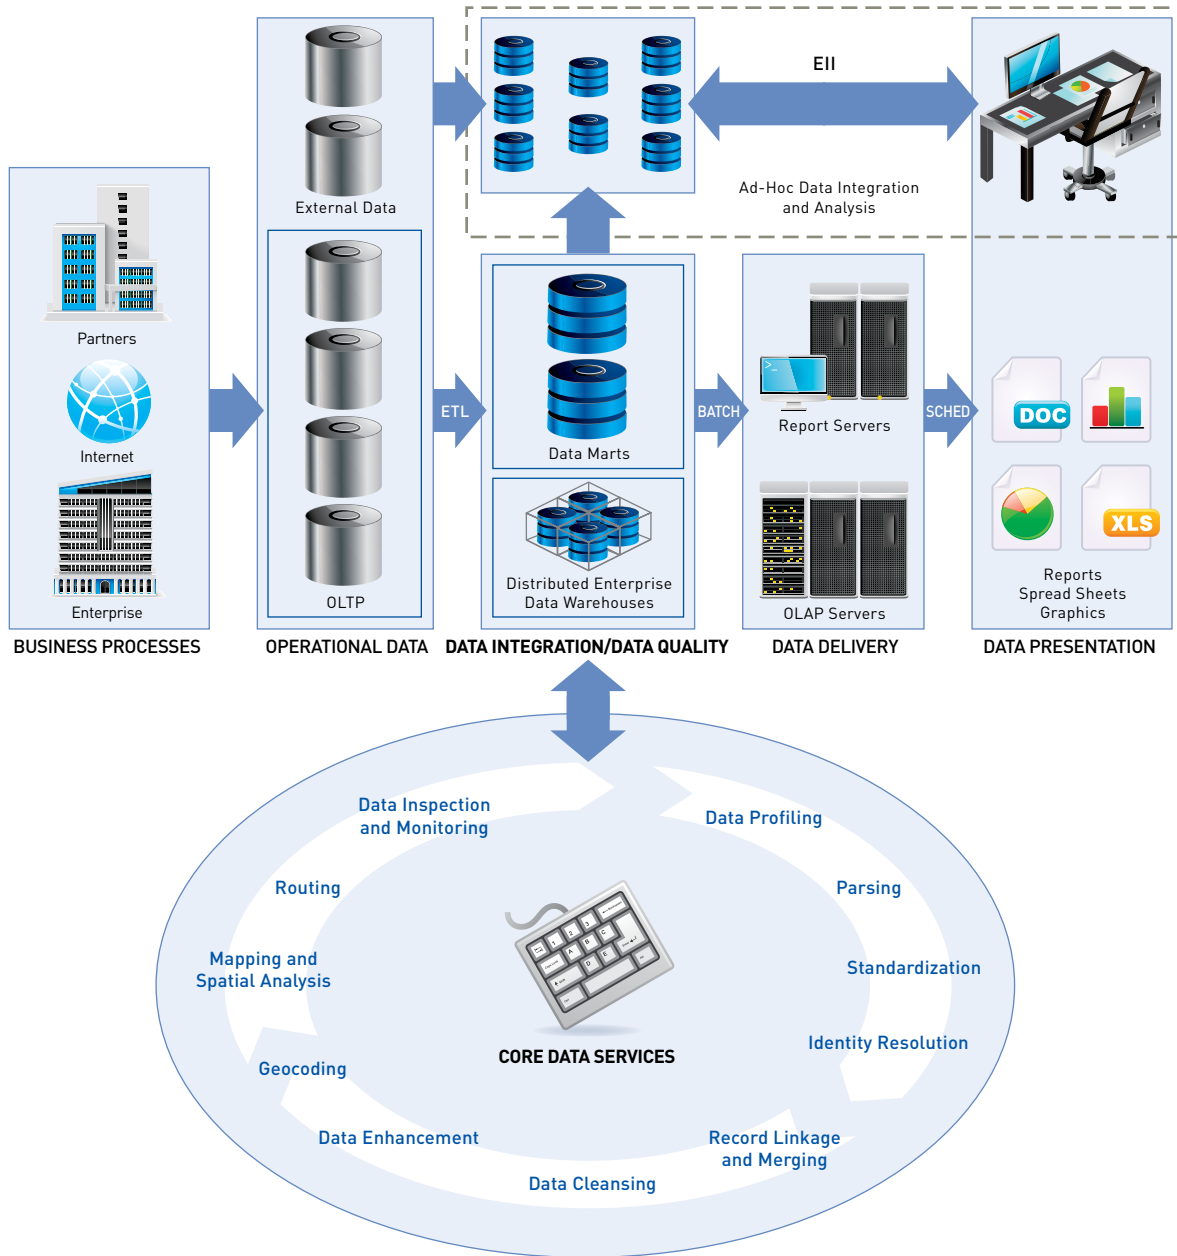 EII
Ad-Hoc Data Integration
and Analysis
External Data
Partners
Internet
Enterprise
OLTP
ETL
Data Marts
Distributed Enterprise
Data Warehouses
BATCH
Report Servers
OLAP Servers
SCHED
DOC
XLS
Reports
Spread Sheets
Graphics
BUSINESS PROCESSES
OPERATIONAL DATA
DATA INTEGRATION/DATA QUALITY
DATA DELIVERY
DATA PRESENTATION
Data Inspection
and Monitoring
Data Profiling
Routing
Parsing
Mapping and
Spatial Analysis
Standardization
Identity Resolution
Geocoding
CORE DATA SERVICES
Data Enhancement
Record Linkage
and Merging
Data Cleansing
1
2
3
A
B
C
D
E